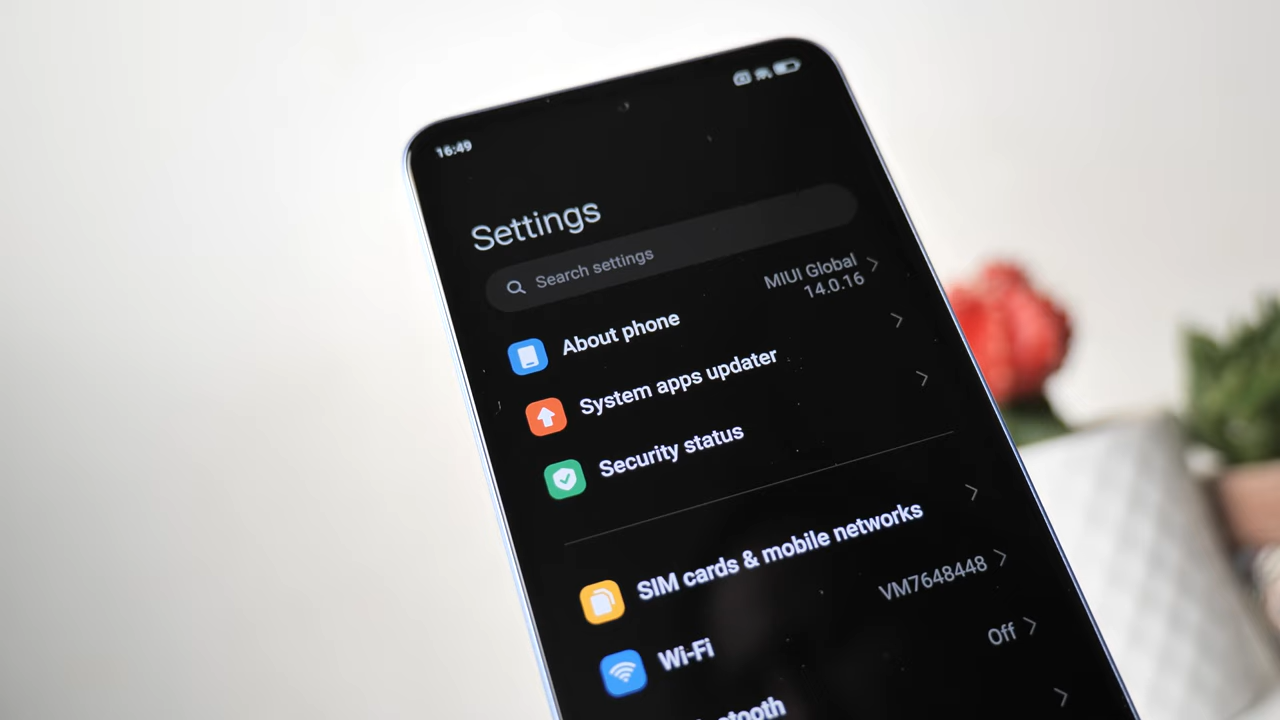 16:49
Settings
Search settings
About phone
MIUI Global
14.0.16
System apps updater
Security status
SIM cards & mobile networks
Wi-Fi
VM7648448
Off